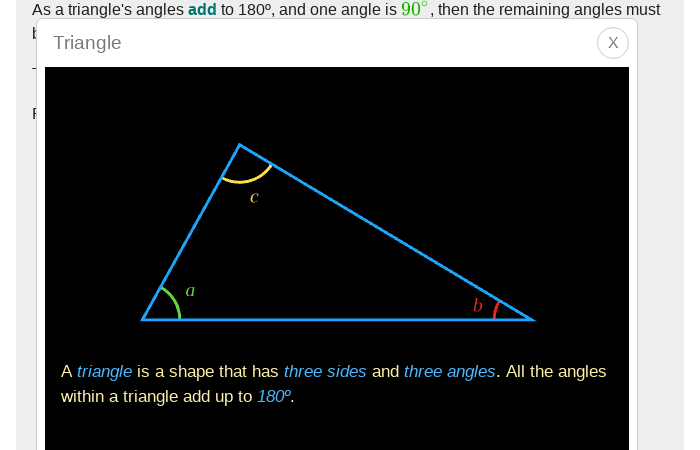 As a triangle's angles add to 180º, and one angle is 90°, then the remaining angles must
Triangle
X
c
a
b
A triangle is a shape that has three sides and three angles. All the angles
within a triangle add up to 180º.